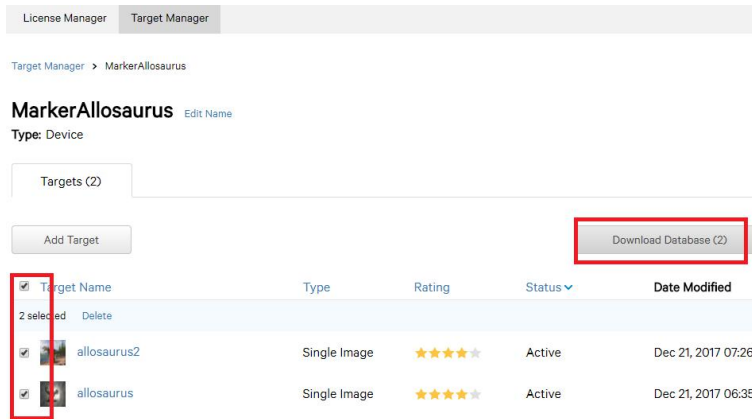 License Manager Target Manager
Target Manager > MarkerAllosaurus
MarkerAllosaurus Edit Name
Type: Device
Targets (2)
Add Target Download Database (2)
Target Name Type Rating Status Date Modified
2 selected Delete
allosaurus2 Single Image Active Dec 21, 2017 07:26
allosaurus Single Image Active Dec 21, 2017 06:35